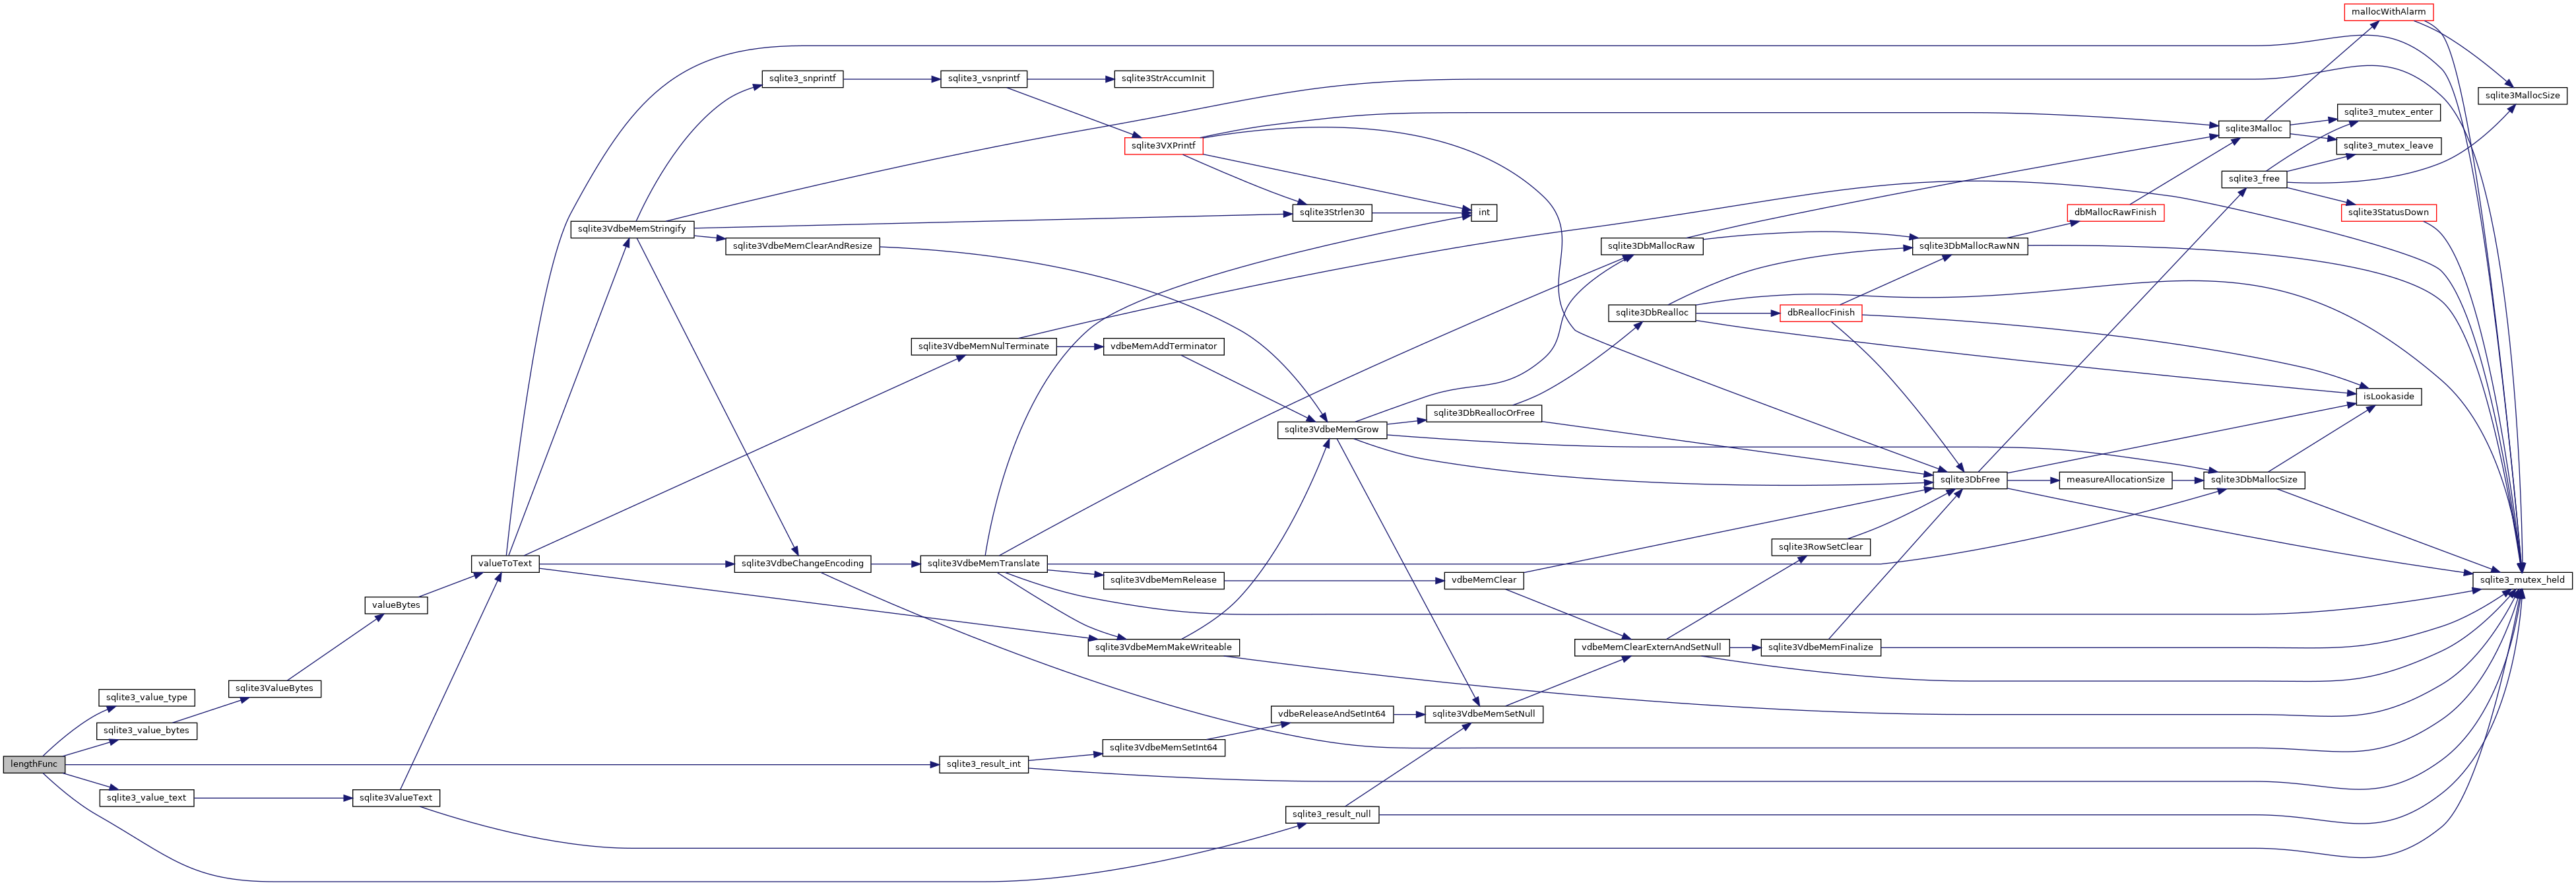 mallocWithAlarm
sqlite3_snprintf
sqlite3_vsnprintf
sqlite3StrAccumInit
sqlite3MallocSize
sqlite3_mutex_enter
sqlite3Malloc
sqlite3VXPrintf
sqlite3_mutex_leave
sqlite3_free
sqlite3Strlen30
int
dbMallocRawFinish
sqlite3StatusDown
sqlite3VdbeMemStringify
sqlite3VdbeMemClearAndResize
sqlite3DbMallocRaw
sqlite3DbMallocRawNN
sqlite3DbRealloc
dbReallocFinish
sqlite3VdbeMemNulTerminate
vdbeMemAddTerminator
isLookaside
sqlite3DbReallocOrFree
sqlite3VdbeMemGrow
sqlite3DbFree
measureAllocationSize
sqlite3DbMallocSize
sqlite3RowSetClear
valueToText
sqlite3VdbeChangeEncoding
sqlite3VdbeMemTranslate
sqlite3VdbeMemRelease
vdbeMemClear
sqlite3_mutex_held
valueBytes
sqlite3VdbeMemMakeWriteable
vdbeMemClearExternAndSetNull
sqlite3VdbeMemFinalize
sqlite3ValueBytes
sqlite3_value_type
vdbeReleaseAndSetInt64
sqlite3VdbeMemSetNull
sqlite3_value_bytes
sqlite3VdbeMemSetInt64
lengthFunc
sqlite3_result_int
sqlite3_value_text
sqlite3ValueText
sqlite3_result_null